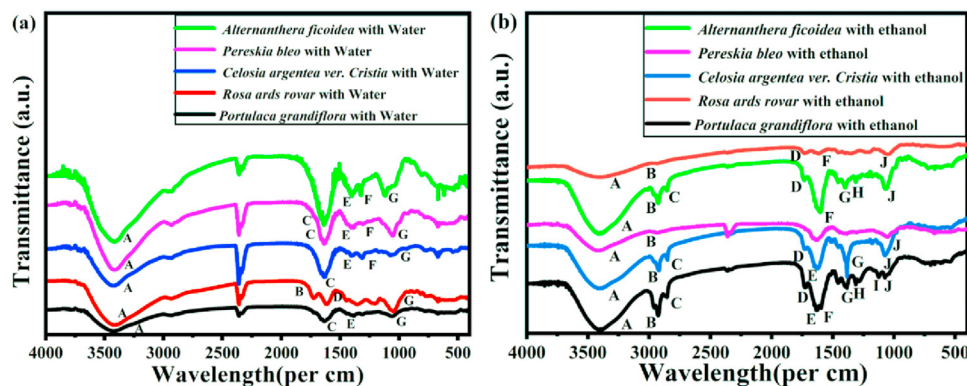 (a)
Alternanthera ficoidea with Water
Pereskia bleo with Water
Celosia argentea ver. Cristia with Water
Rosa ards rovar with Water
Portulaca grandiflora with Water
Transmittance (a.u.)
A
E
F
G
C
A
C
E
F
G
A
C
E
F
G
B
D
A
E
G
A
C
E
G
4000 3500 3000 2500 2000 1500 1000 500
Wavelength(per cm)
(b)
Alternanthera ficoidea with ethanol
Pereskia bleo with ethanol
Celosia argentea ver. Cristia with ethanol
Rosa ards rovar with ethanol
Portulaca grandiflora with ethanol
Transmittance (a.u.)
A
B
D
F
J
A
B
C
D
F
G
H
J
A
B
J
A
B
C
D
E
G
J
A
B
C
D
E
F
G
H
I
J
4000 3500 3000 2500 2000 1500 1000 500
Wavelength(per cm)